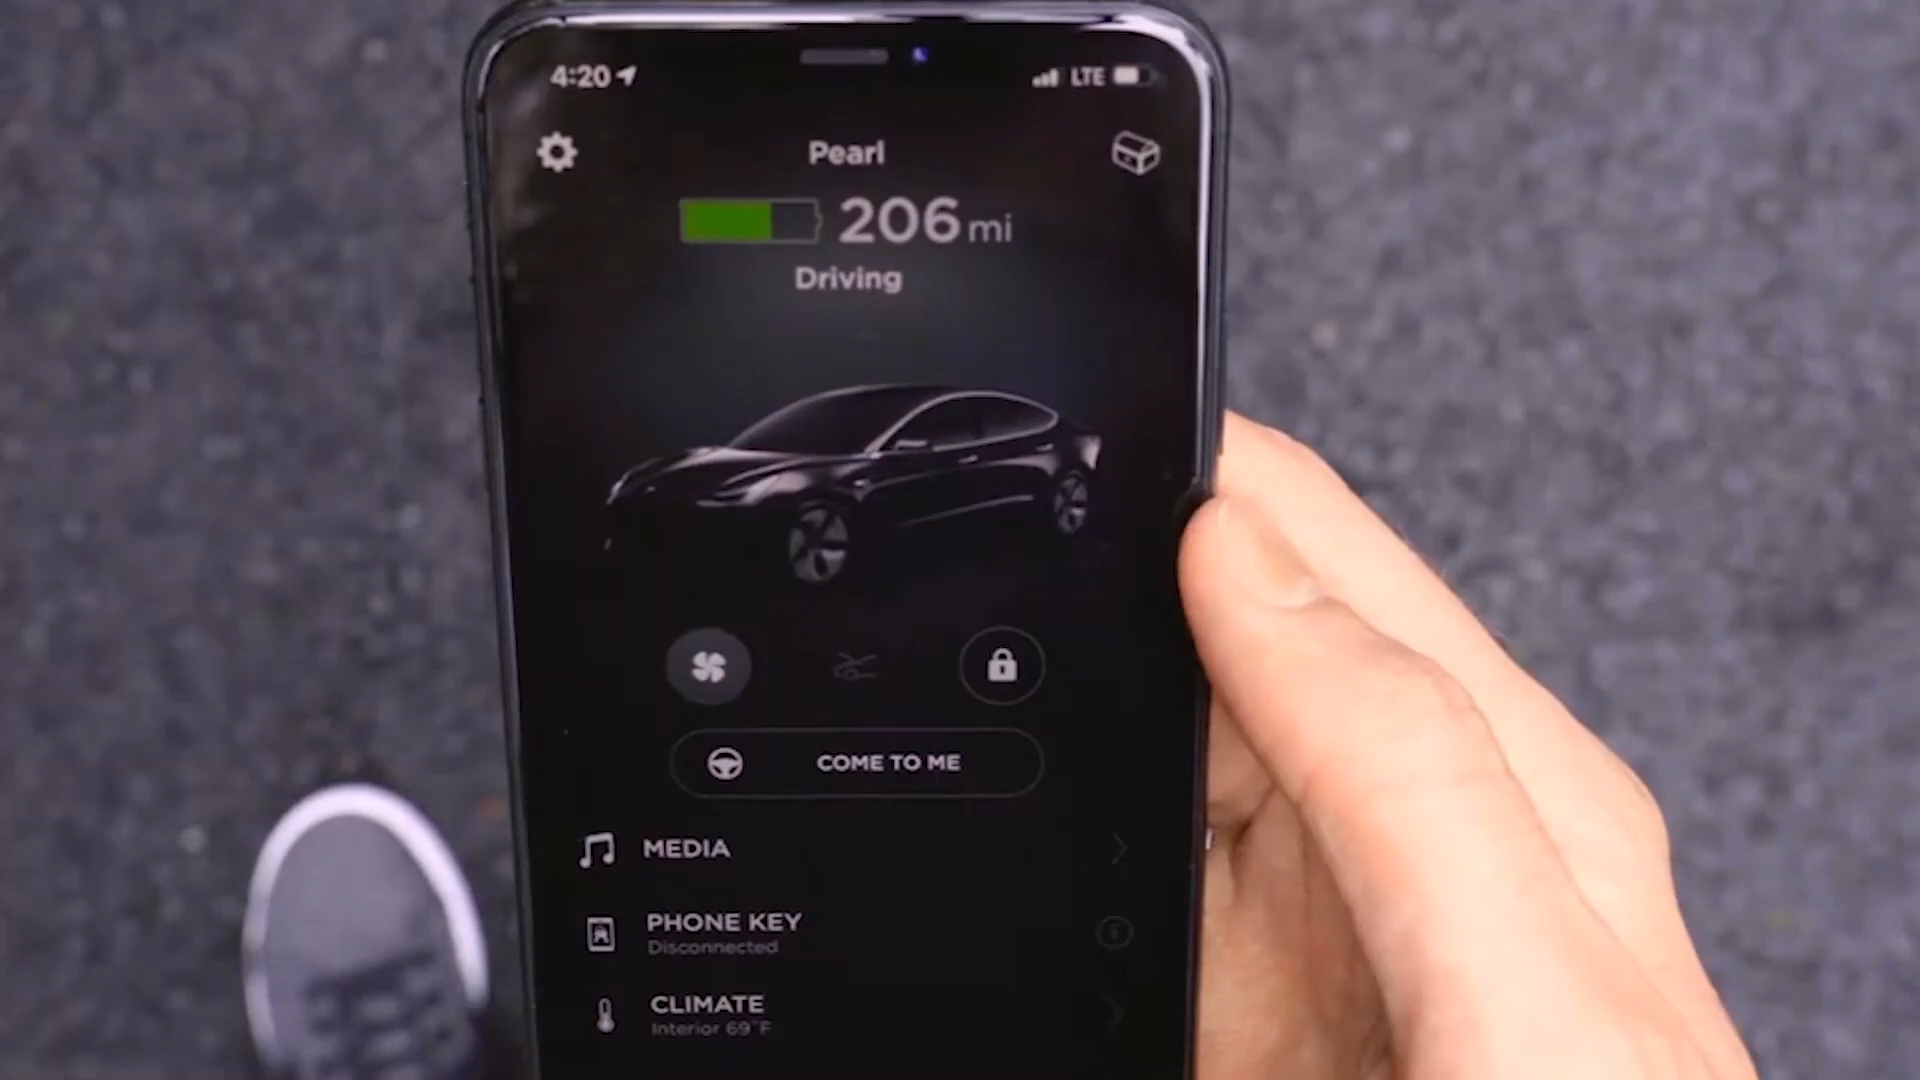 4:20 LTE
Pearl
206 mi
Driving
COME TO ME
MEDIA
PHONE KEY
Disconnected
CLIMATE
Interior 69°F